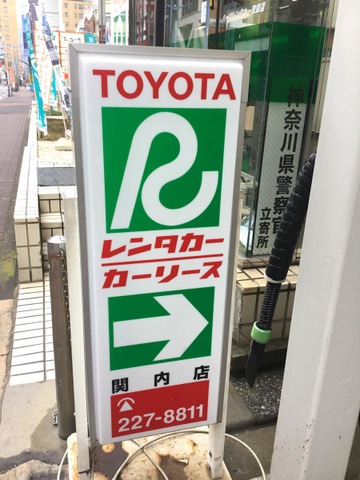 TOYOTA
R
レンタカー
カーリース
関内店
227-8811
神奈川県警察官
立寄所